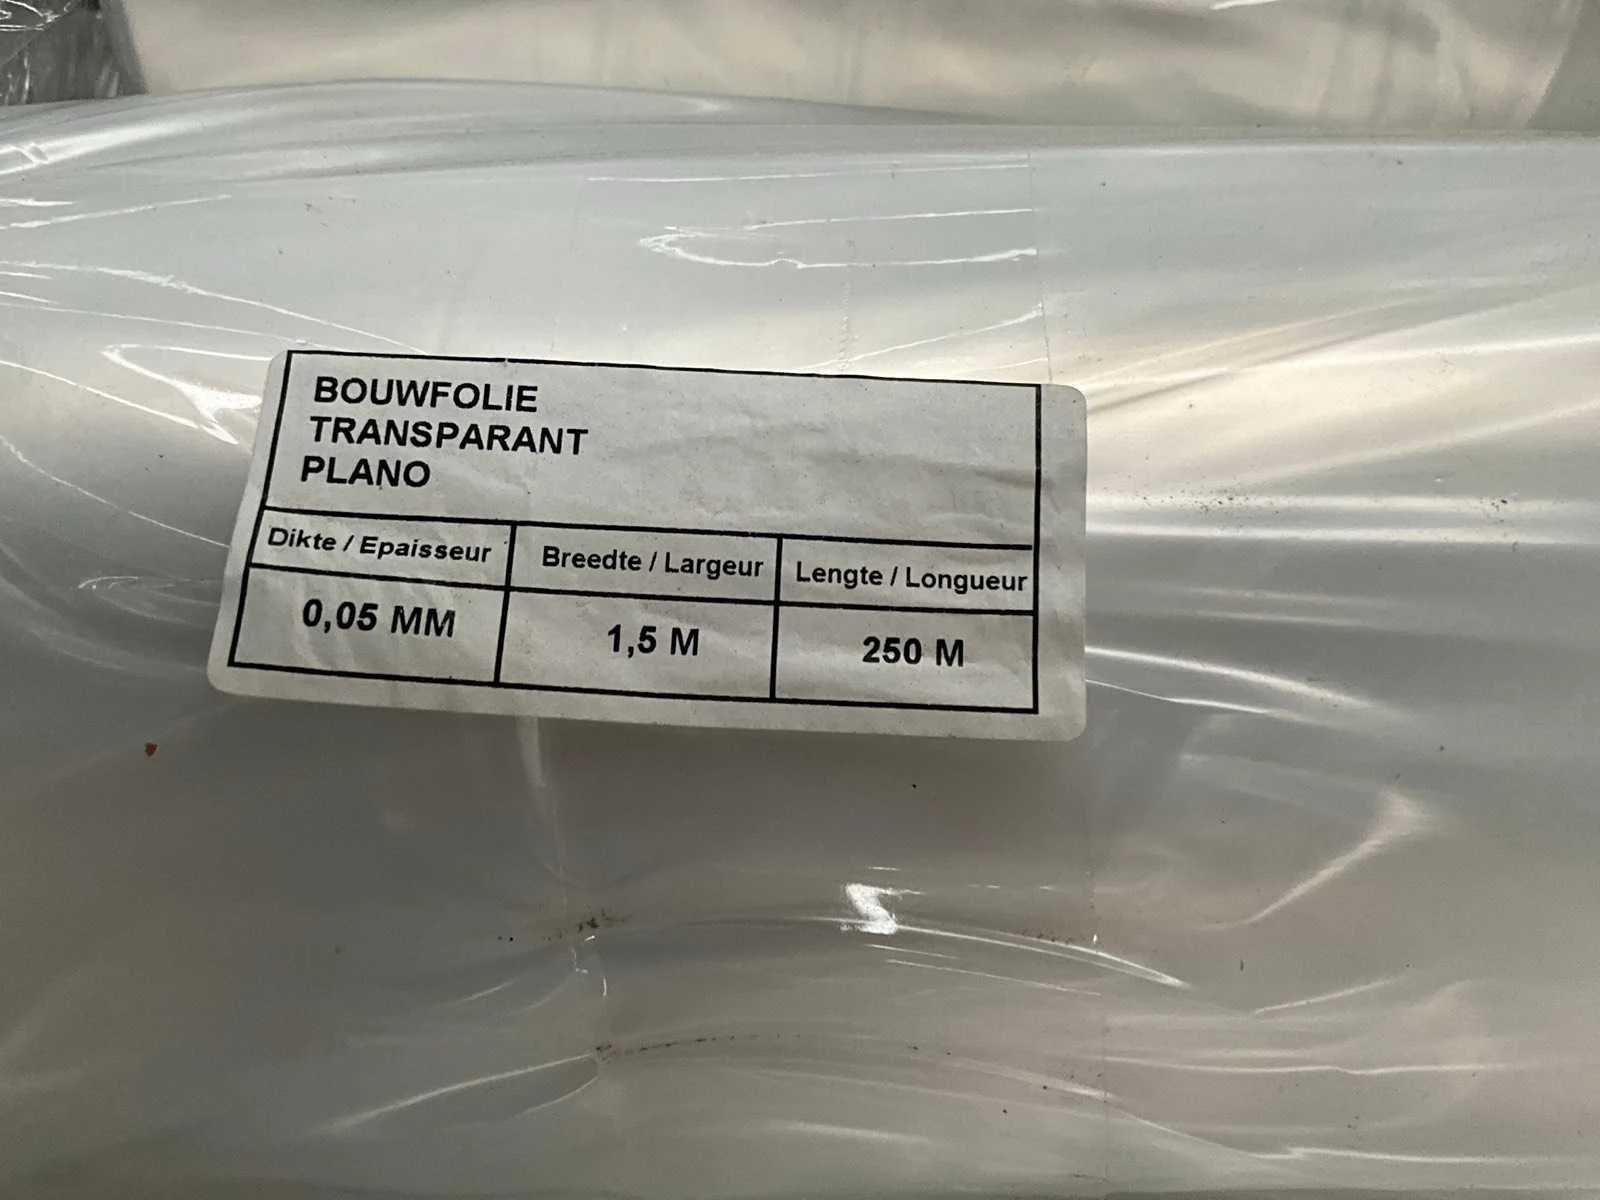 BOUWFOLIE
TRANSPARANT
PLANO
Dikte / Epaisseur Breedte / Largeur Lengte / Longueur
0,05 MM 1,5 M 250 M